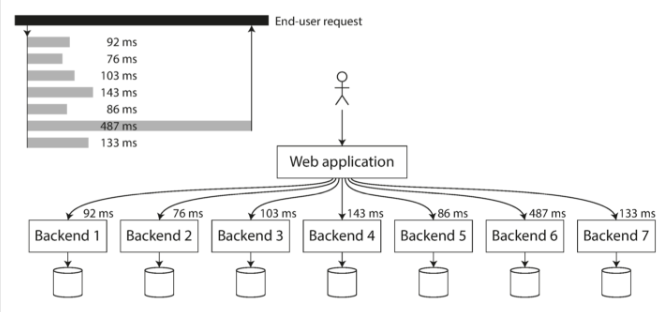 End-user request
92 ms
76 ms
103 ms
143 ms
86 ms
487 ms
133 ms
Web application
92 ms
76 ms
103 ms
143 ms
86 ms
487 ms
133 ms
Backend 1
Backend 2
Backend 3
Backend 4
Backend 5
Backend 6
Backend 7